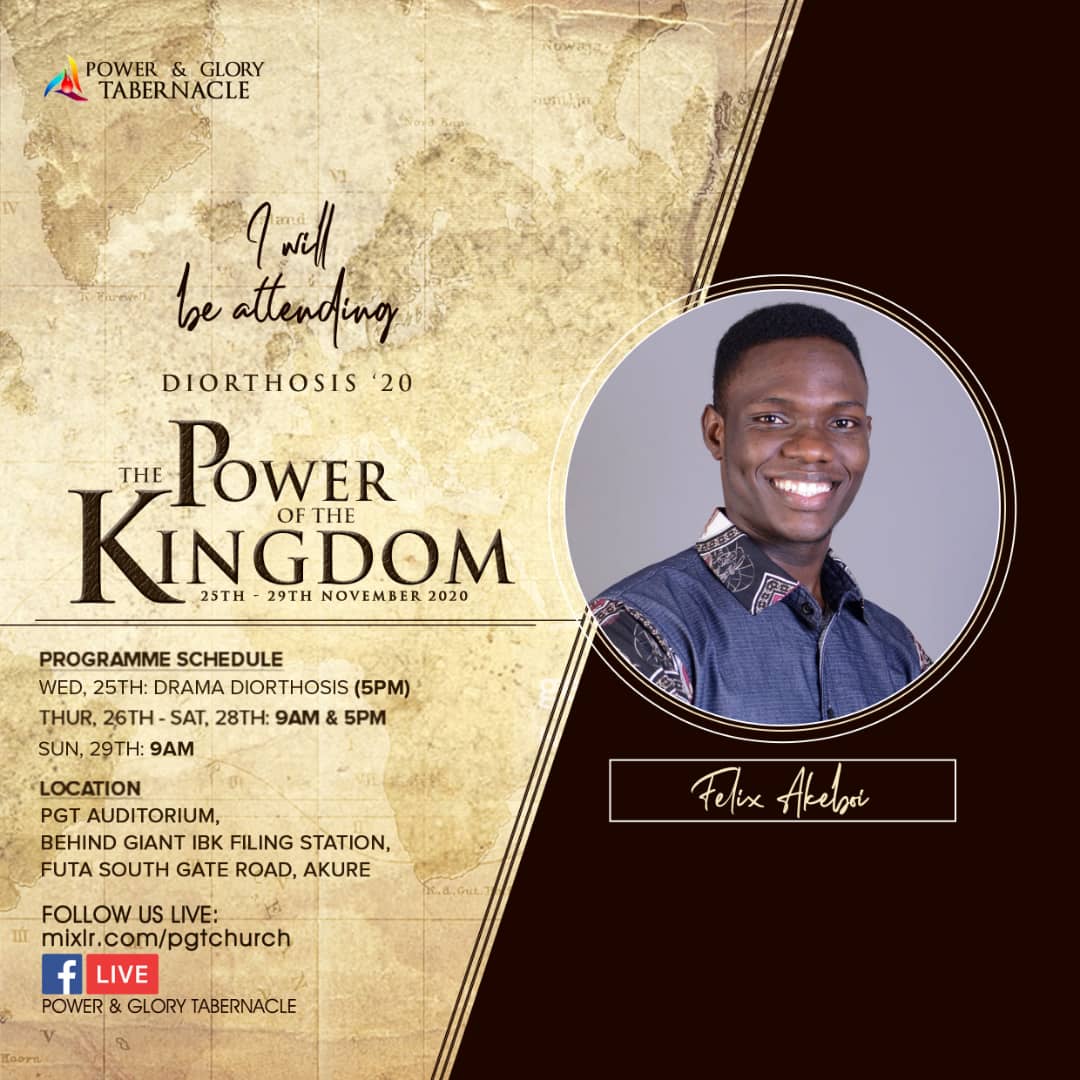 POWER & GLORY
TABERNACLE
I will
be attending
DIORTHOSIS '20
THE POWER
OF THE
KINGDOM
25TH - 29TH NOVEMBER 2020
PROGRAMME SCHEDULE
WED, 25TH: DRAMA DIORTHOSIS (5PM)
THUR, 26TH - SAT, 28TH: 9AM & 5PM
SUN, 29TH: 9AM
LOCATION
PGT AUDITORIUM,
BEHIND GIANT IBK FILING STATION,
FUTA SOUTH GATE ROAD, AKURE
FOLLOW US LIVE:
mixlr.com/pgtchurch
f LIVE
POWER & GLORY TABERNACLE
Felix Akeboi